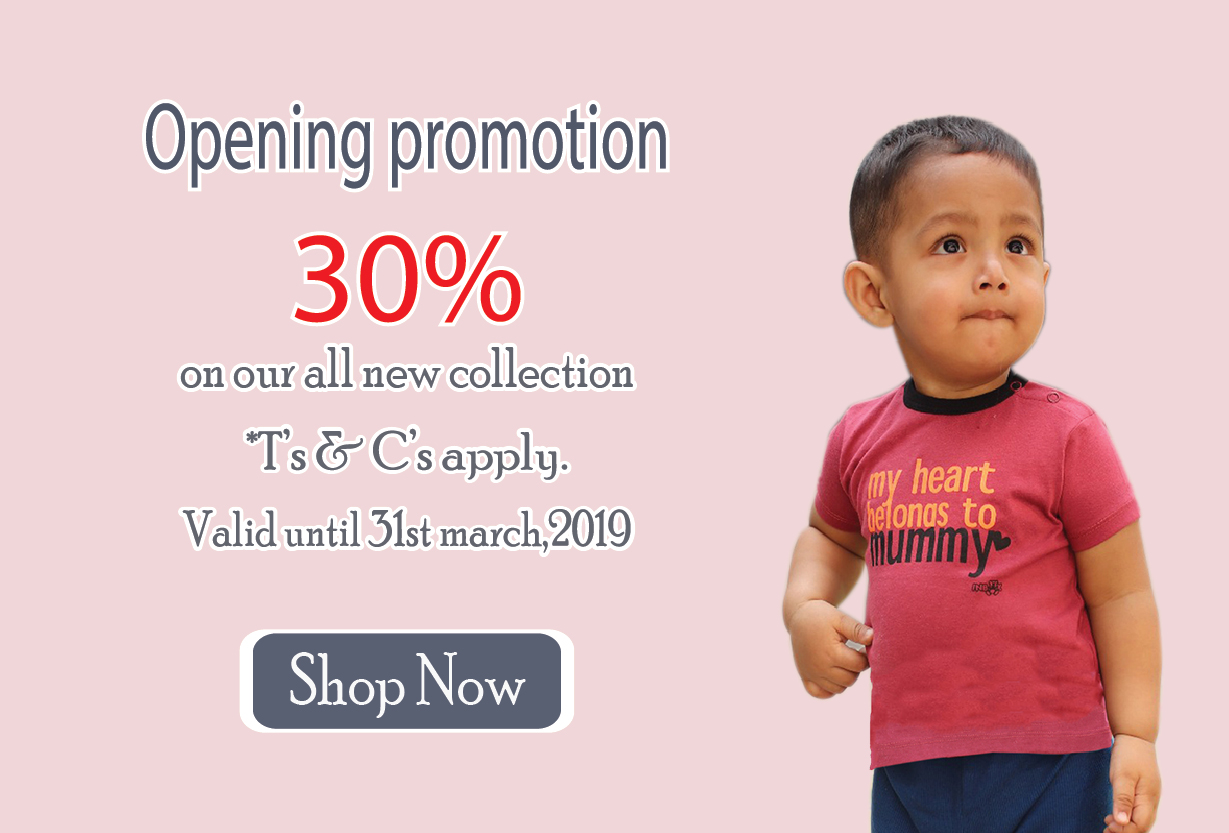 Opening promotion
30%
on our all new collection
*T's & C's apply.
Valid until 31st march,2019
Shop Now
my heart
belongs to
mummy